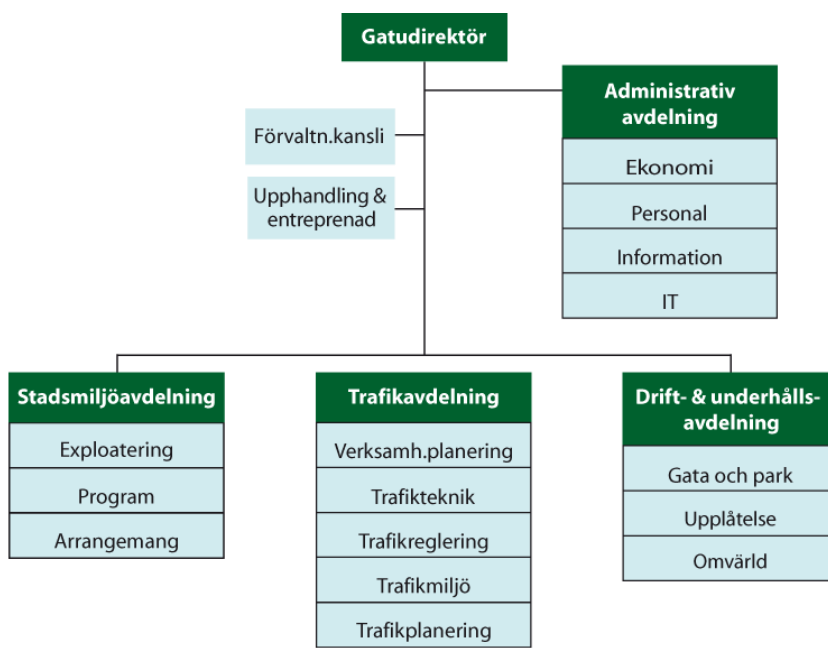 Gatudirektör
Administrativ
avdelning
Ekonomi
Personal
Information
IT
Förvaltn.kansli
Upphandling &
entreprenad
Stadsmiljöavdelning
Exploatering
Program
Arrangemang
Trafikavdelning
Verksamh.planering
Trafikteknik
Trafikreglering
Trafikmiljö
Trafikplanering
Drift- & underhålls-
avdelning
Gata och park
Upplåtelse
Omvärld